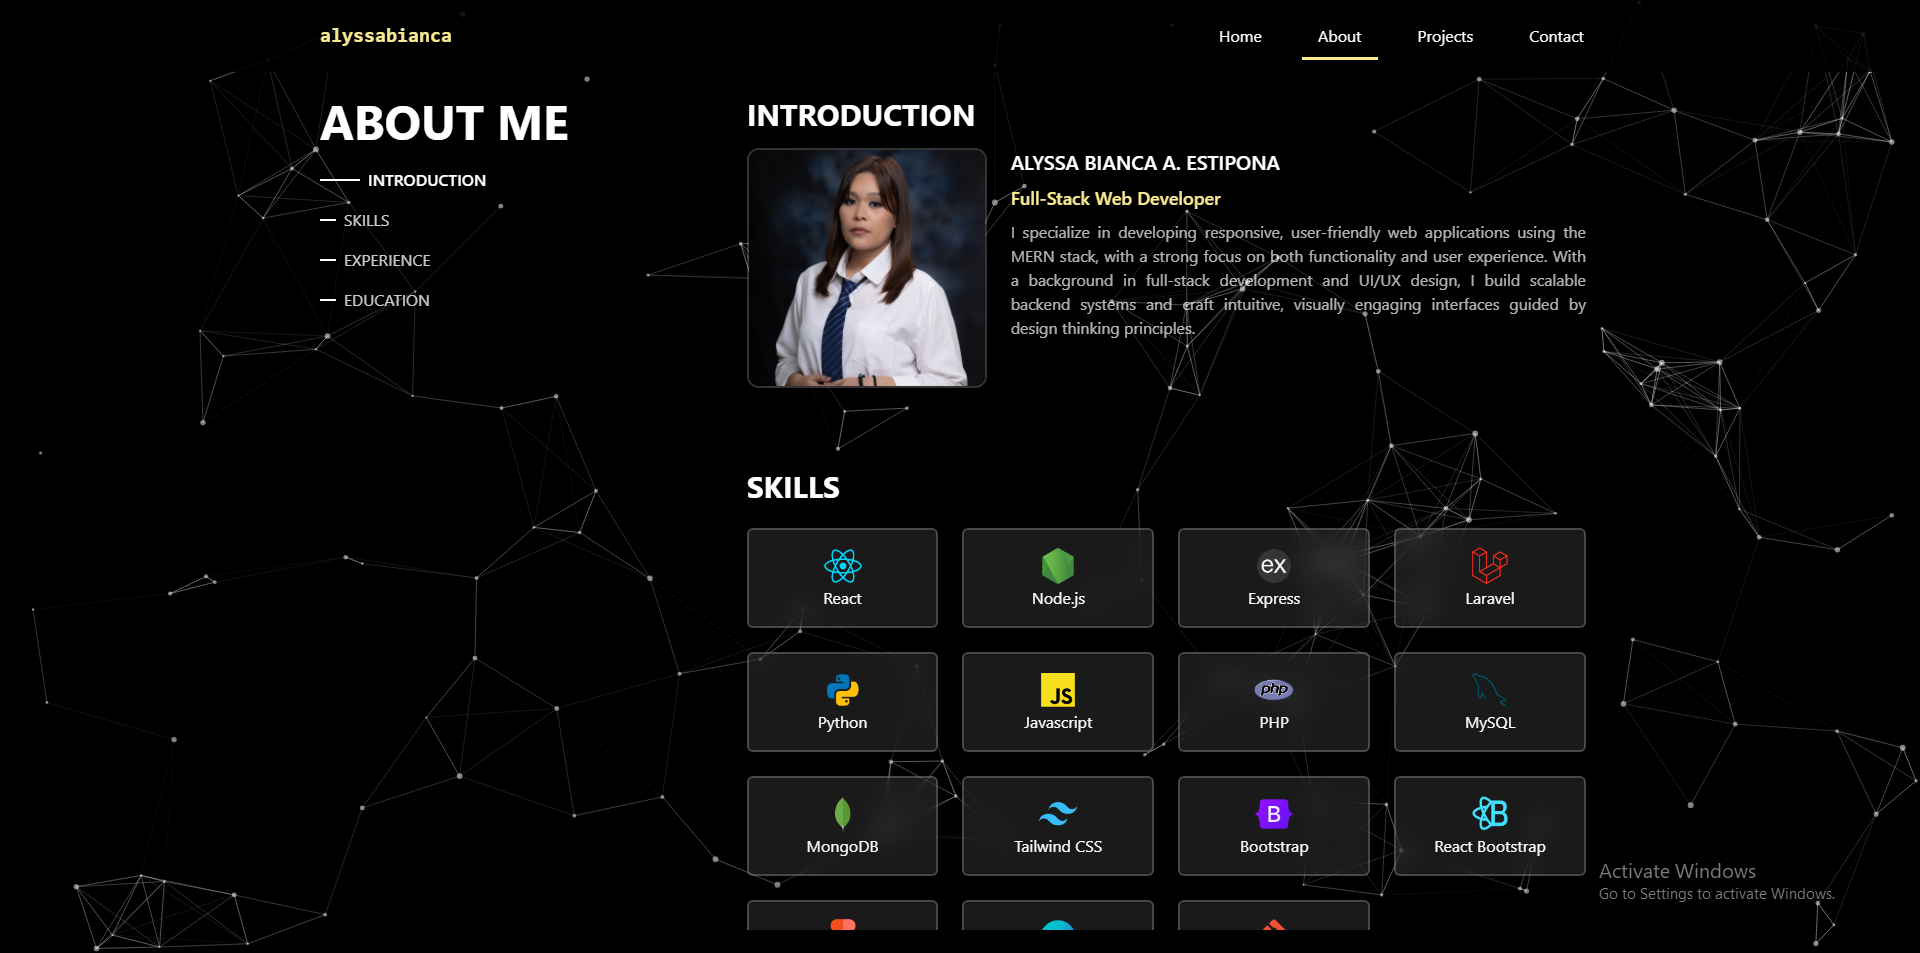 alyssabianca
Home
About
Projects
Contact
ABOUT ME
INTRODUCTION
SKILLS
EXPERIENCE
EDUCATION
INTRODUCTION
ALYSSA BIANCA A. ESTIPONA
Full-Stack Web Developer
I specialize in developing responsive, user-friendly web applications using the
MERN stack, with a strong focus on both functionality and user experience. With
a background in full-stack development and UI/UX design, I build scalable
backend systems and craft intuitive, visually engaging interfaces guided by
design thinking principles.
SKILLS
ex
React
Node.js
Express
Laravel
JS
php
Python
Javascript
PHP
MySQL
B
B
MongoDB
Tailwind CSS
Bootstrap
React Bootstrap
Activate Windows
Go to Settings to activate Windows.